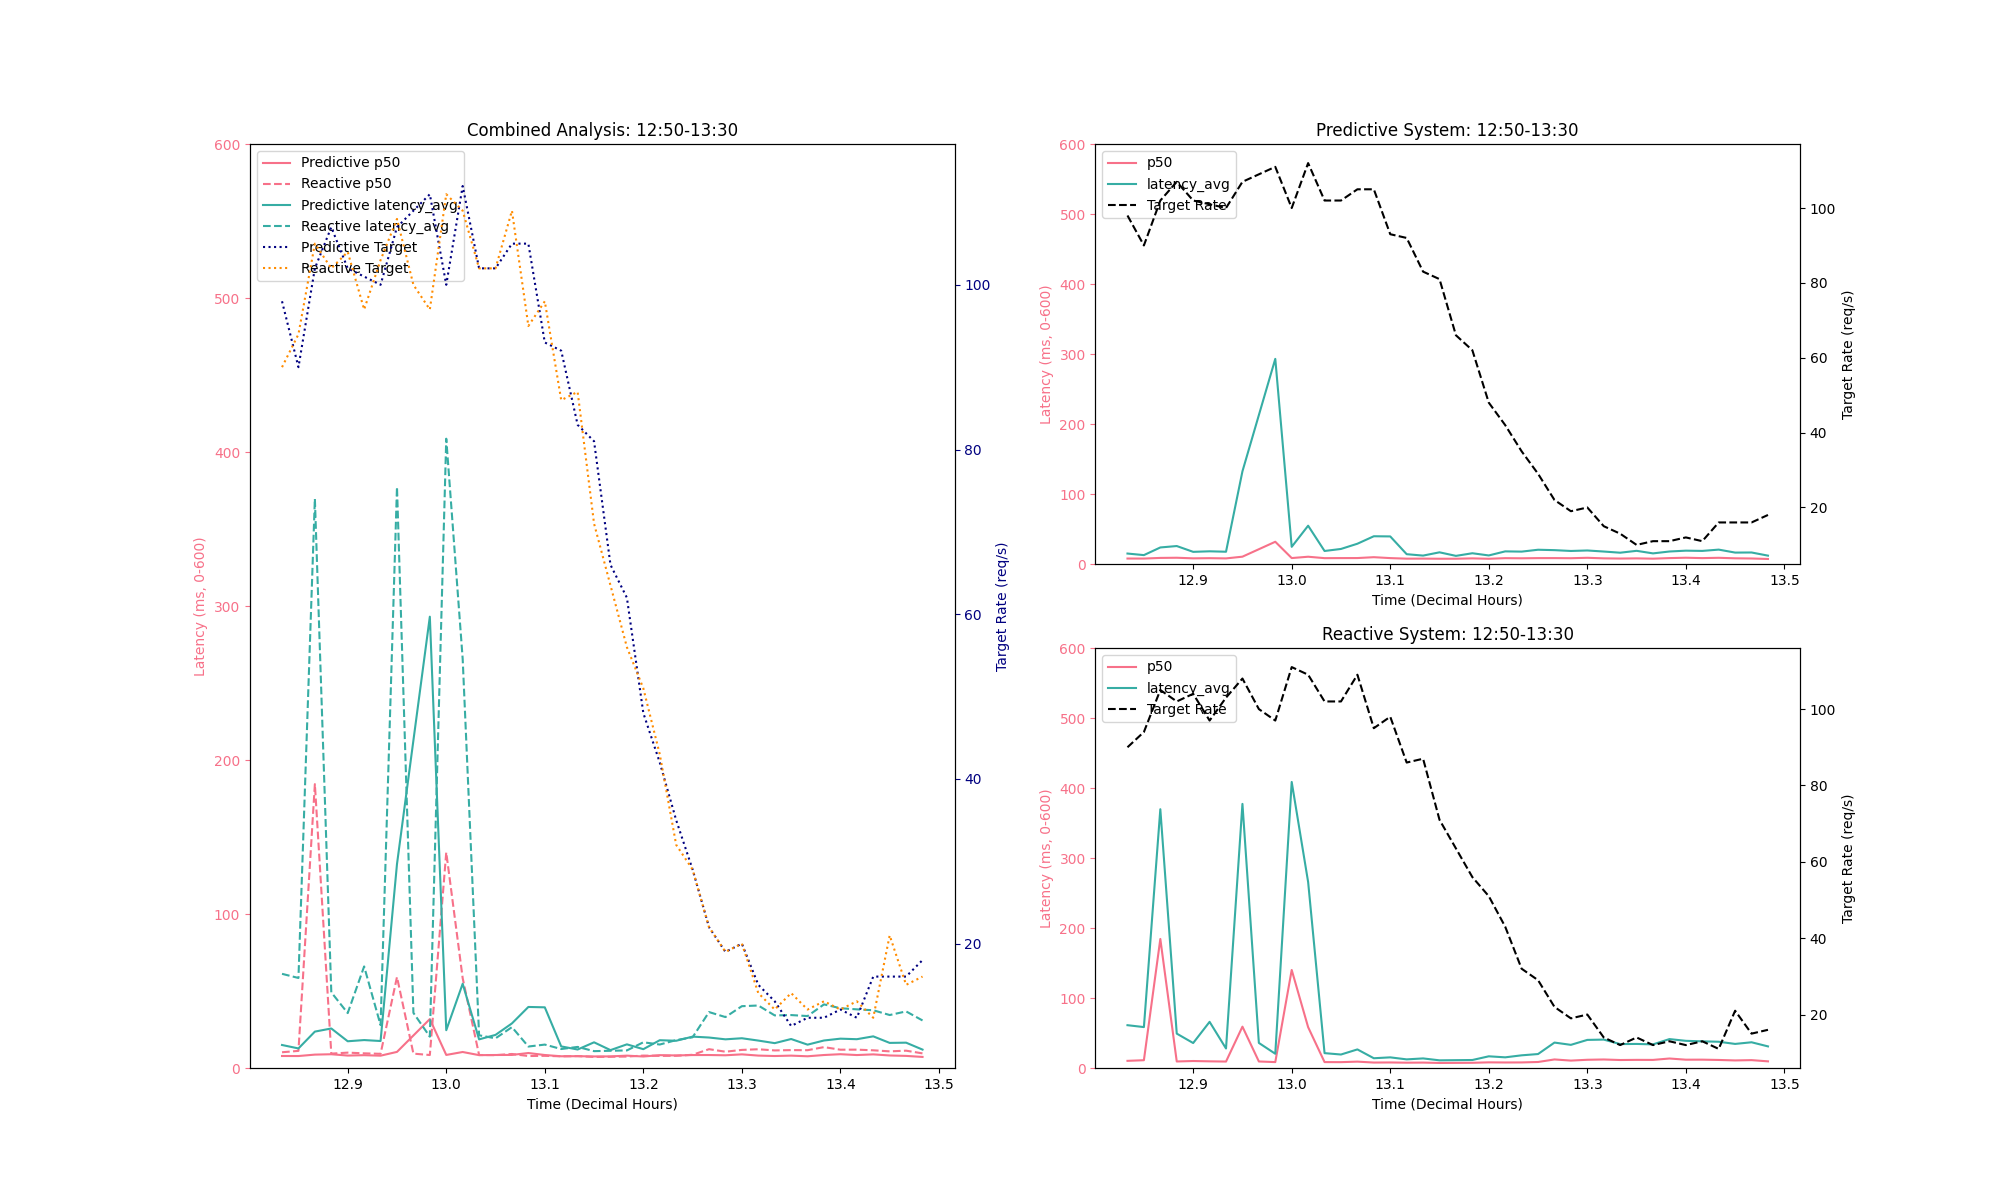 Combined Analysis: 12:50-13:30
600
500
400
300
200
100
0
Latency (ms, 0-600)
Predictive p50
Reactive p50
Predictive latency_avg
Reactive latency_avg
Predictive Target
Reactive Target
100
80
60
40
20
Target Rate (req/s)
12.9 13.0 13.1 13.2 13.3 13.4 13.5
Time (Decimal Hours)
Predictive System: 12:50-13:30
600
500
400
300
200
100
0
Latency (ms, 0-600)
p50
latency_avg
Target Rate
100
80
60
40
20
Target Rate (req/s)
12.9 13.0 13.1 13.2 13.3 13.4 13.5
Time (Decimal Hours)
Reactive System: 12:50-13:30
600
500
400
300
200
100
0
Latency (ms, 0-600)
p50
latency_avg
Target Rate
100
80
60
40
20
Target Rate (req/s)
12.9 13.0 13.1 13.2 13.3 13.4 13.5
Time (Decimal Hours)